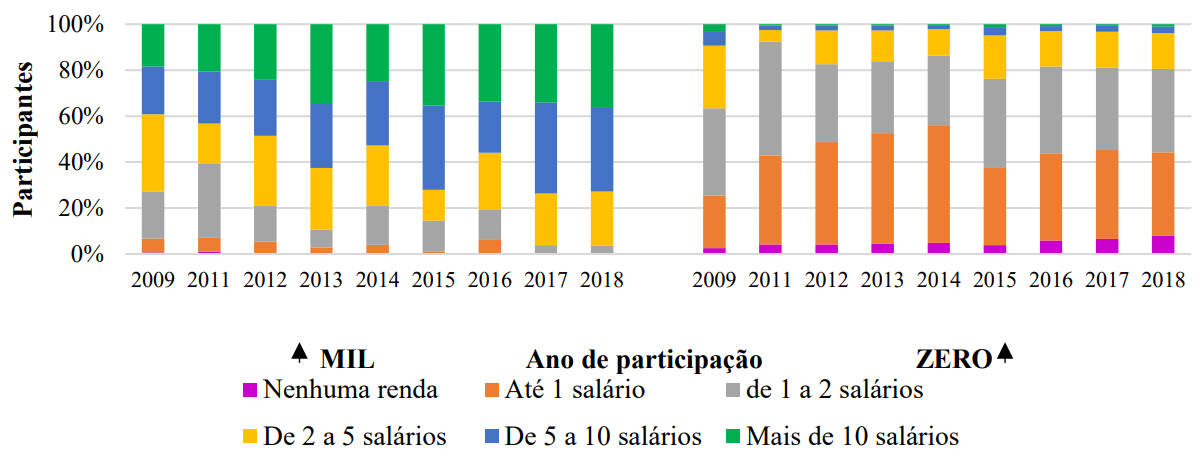 100%
80%
60%
40%
20%
0%
Participantes
2009 2011 2012 2013 2014 2015 2016 2017 2018 2009 2011 2012 2013 2014 2015 2016 2017 2018
MIL Ano de participação ZERO
Nenhuma renda Até 1 salário de 1 a 2 salários
De 2 a 5 salários De 5 a 10 salários Mais de 10 salários